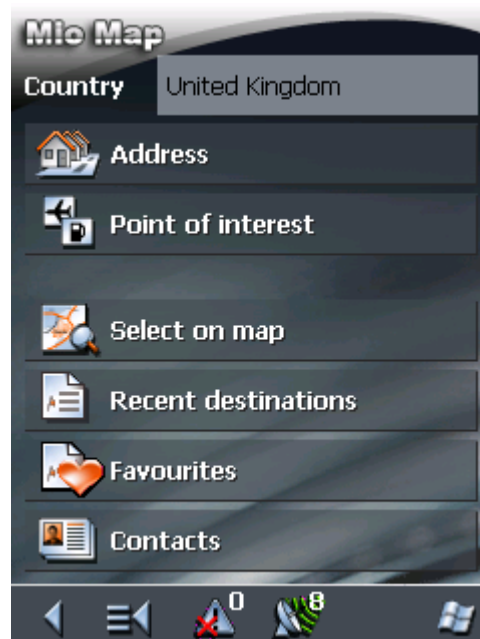 Mio Map
Country United Kingdom
Address
Point of interest
Select on map
Recent destinations
Favourites
Contacts
0 8